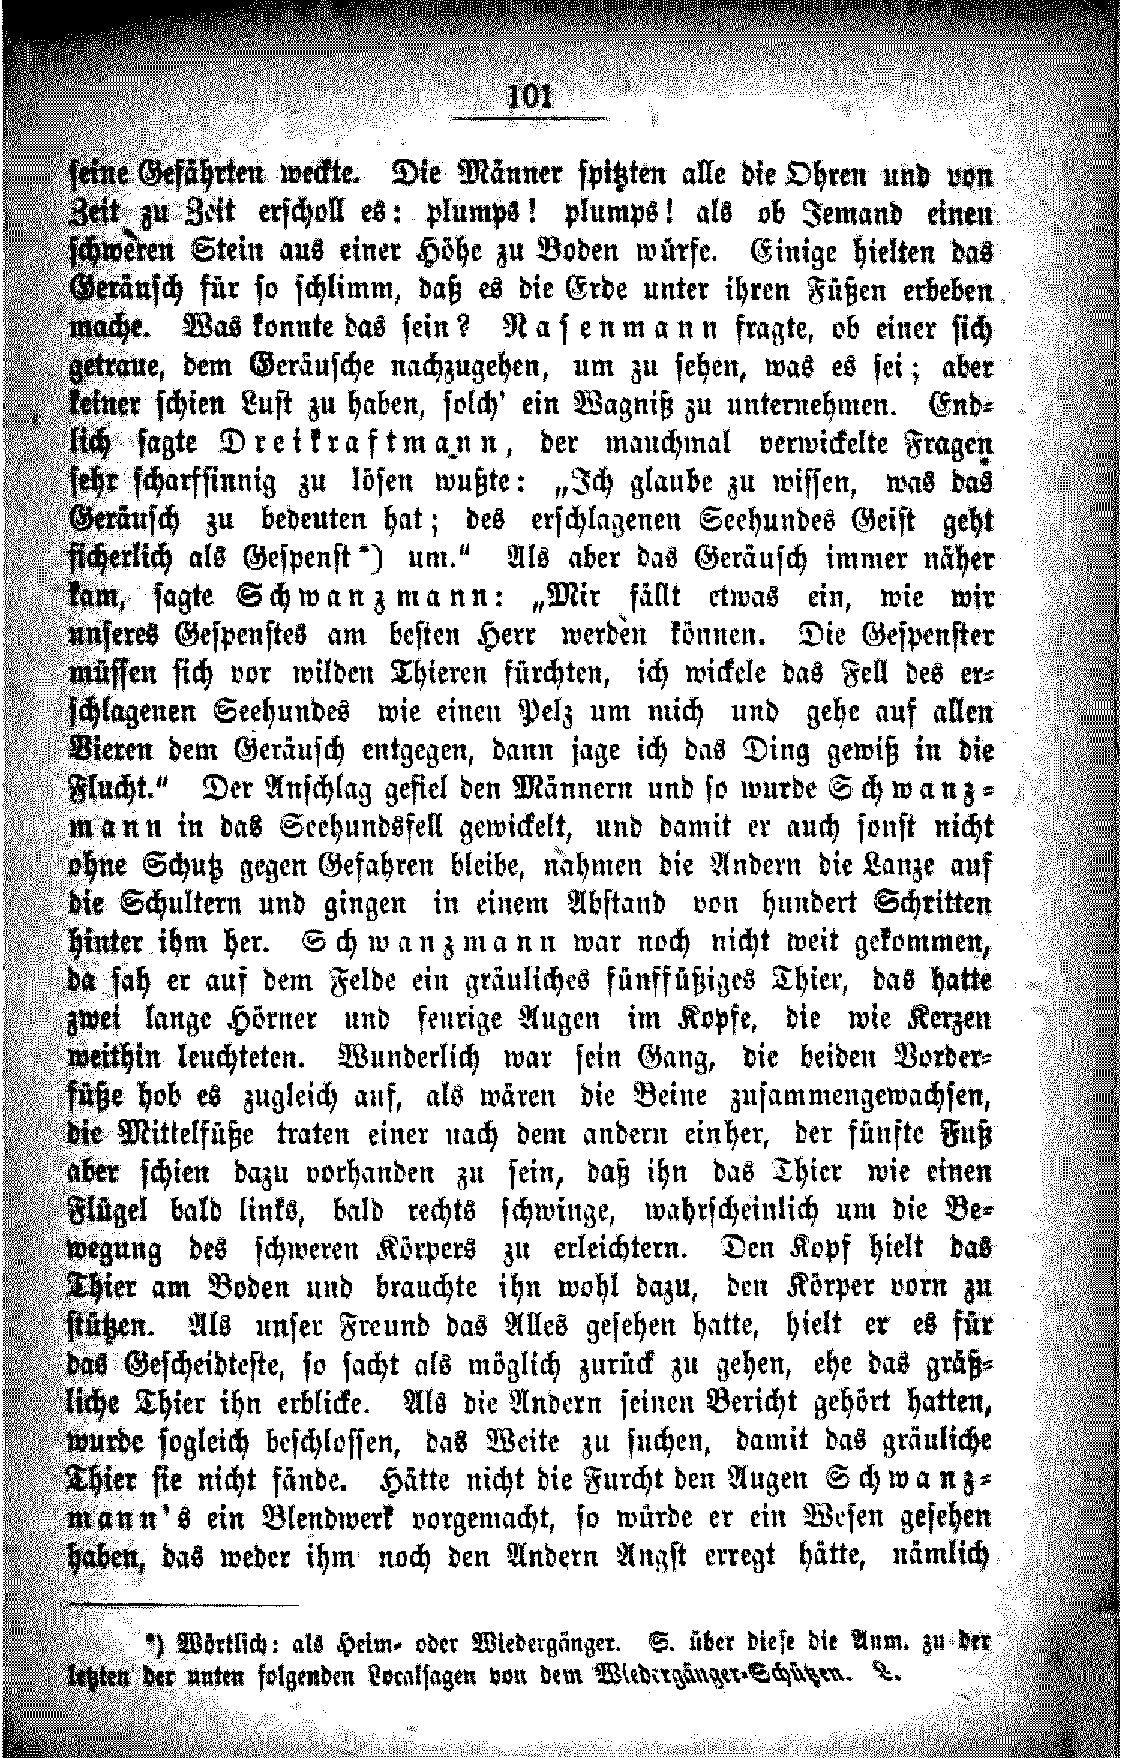 101
seine Gefährten weckte. Die Männer spitzten alle die Ohren und von
Zeit zu Zeit erscholl es: plumps! plumps! als ob Jemand einen
schweren Stein aus einer Höhe zu Boden würfe. Einige hielten das
Geräusch für so schlimm, daß es die Erde unter ihren Füßen erbeben
mache. Was konnte das sein? Nasenmann fragte, ob einer sich
getraue, dem Geräusche nachzugehen, um zu sehen, was es sei; aber
keiner schien Lust zu haben, solch' ein Wagniß zu unternehmen. End-
lich sagte Dreikraftmann, der manchmal verwickelte Fragen
sehr scharfsinnig zu lösen wußte: „Ich glaube zu wissen, was das
Geräusch zu bedeuten hat; des erschlagenen Seehundes Geist geht
sicherlich als Gespenst*) um.“ Als aber das Geräusch immer näher
kam, sagte Schwanzmann: „Mir fällt etwas ein, wie wir
unseres Gespenstes am besten Herr werden können. Die Gespenster
müssen sich vor wilden Thieren fürchten, ich wickele das Fell des er-
schlagenen Seehundes wie einen Pelz um mich und gehe auf allen
Vieren dem Geräusch entgegen, dann jage ich das Ding gewiß in die
Flucht.“ Der Anschlag gefiel den Männern und so wurde Schwanz-
mann in das Seehundsfell gewickelt, und damit er auch sonst nicht
ohne Schutz gegen Gefahren bleibe, nahmen die Andern die Lanze auf
die Schultern und gingen in einem Abstand von hundert Schritten
hinter ihm her. Schwanzmann war noch nicht weit gekommen,
da sah er auf dem Felde ein gräuliches fünffüßiges Thier, das hatte
zwei lange Hörner und feurige Augen im Kopfe, die wie Kerzen
weithin leuchteten. Wunderlich war sein Gang, die beiden Vorder-
füße hob es zugleich auf, als wären die Beine zusammengewachsen,
die Mittelfüße traten einer nach dem andern einher, der fünfte Fuß
aber schien dazu vorhanden zu sein, daß ihn das Thier wie einen
Flügel bald links, bald rechts schwinge, wahrscheinlich um die Be-
wegung des schweren Körpers zu erleichtern. Den Kopf hielt das
Thier am Boden und brauchte ihn wohl dazu, den Körper vorn zu
stützen. Als unser Freund das Alles gesehen hatte, hielt er es für
das Gescheidteste, so sacht als möglich zurück zu gehen, ehe das gräß-
liche Thier ihn erblicke. Als die Andern seinen Bericht gehört hatten,
wurde sogleich beschlossen, das Weite zu suchen, damit das gräuliche
Thier sie nicht fände. Hätte nicht die Furcht den Augen Schwanz-
mann's ein Blendwerk vorgemacht, so würde er ein Wesen gesehen
haben, das weder ihm noch den Andern Angst erregt hätte, nämlich
*) Wörtlich: als Heim- oder Wiedergänger. S. über diese die Anm. zu der
letzten der unten folgenden Localsagen von dem Wiedergänger-Schützen. L.